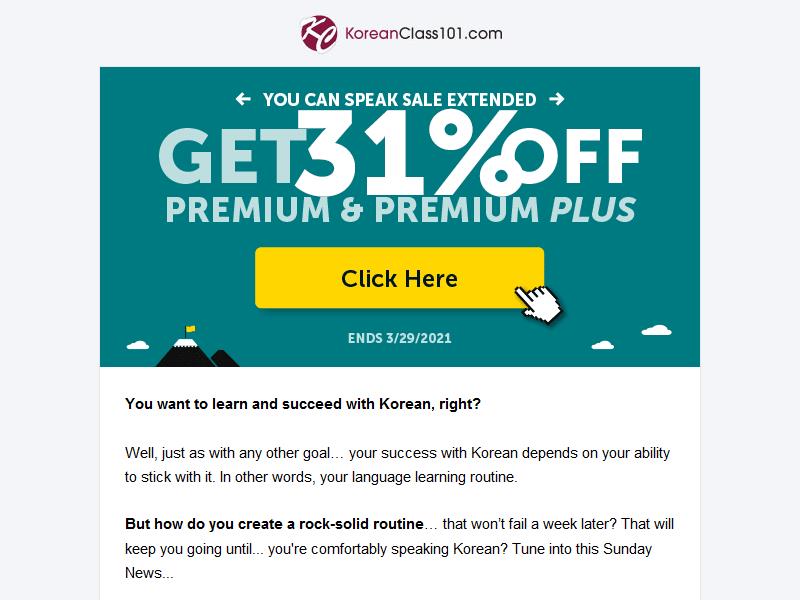 KoreanClass101.com
← YOU CAN SPEAK SALE EXTENDED →
GET 31% OFF
PREMIUM & PREMIUM PLUS
Click Here
ENDS 3/29/2021
You want to learn and succeed with Korean, right?
Well, just as with any other goal… your success with Korean depends on your ability
to stick with it. In other words, your language learning routine.
But how do you create a rock-solid routine… that won’t fail a week later? That will
keep you going until... you're comfortably speaking Korean? Tune into this Sunday
News...